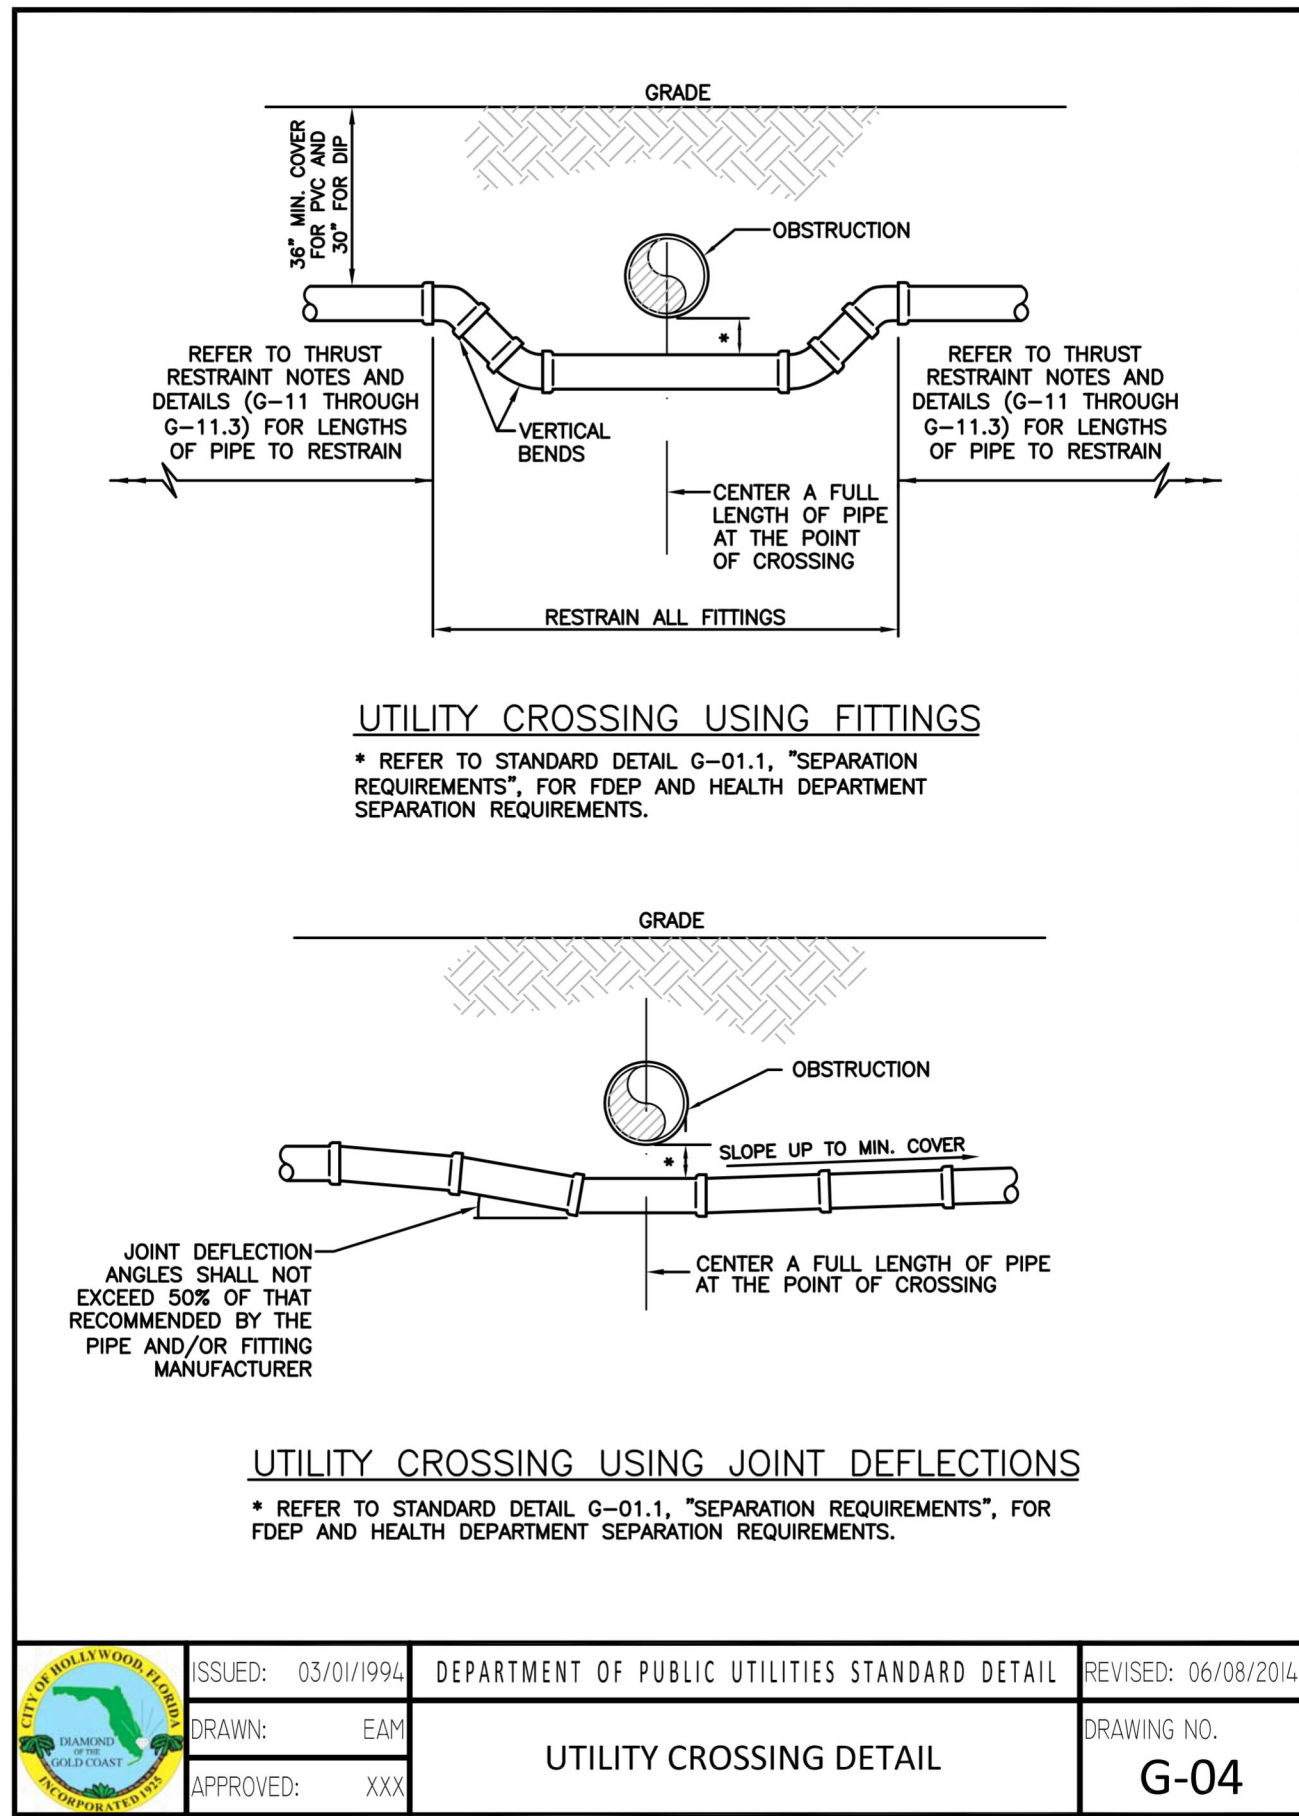 GRADE
36" MIN. COVER
FOR PVC AND
30" FOR DIP
OBSTRUCTION
*
REFER TO THRUST
RESTRAINT NOTES AND
DETAILS (G-11 THROUGH
G-11.3) FOR LENGTHS
OF PIPE TO RESTRAIN
REFER TO THRUST
RESTRAINT NOTES AND
DETAILS (G-11 THROUGH
G-11.3) FOR LENGTHS
OF PIPE TO RESTRAIN
VERTICAL
BENDS
CENTER A FULL
LENGTH OF PIPE
AT THE POINT
OF CROSSING
RESTRAIN ALL FITTINGS
UTILITY CROSSING USING FITTINGS
* REFER TO STANDARD DETAIL G-01.1, "SEPARATION
REQUIREMENTS", FOR FDEP AND HEALTH DEPARTMENT
SEPARATION REQUIREMENTS.
GRADE
OBSTRUCTION
SLOPE UP TO MIN. COVER
*
JOINT DEFLECTION
ANGLES SHALL NOT
EXCEED 50% OF THAT
RECOMMENDED BY THE
PIPE AND/OR FITTING
MANUFACTURER
CENTER A FULL LENGTH OF PIPE
AT THE POINT OF CROSSING
UTILITY CROSSING USING JOINT DEFLECTIONS
* REFER TO STANDARD DETAIL G-01.1, "SEPARATION REQUIREMENTS", FOR
FDEP AND HEALTH DEPARTMENT SEPARATION REQUIREMENTS.
CITY OF HOLLYWOOD, FLORIDA
DIAMOND
OF THE
GOLD COAST
INCORPORATED 1925
ISSUED: 03/01/1994
DRAWN: EAM
APPROVED: XXX
DEPARTMENT OF PUBLIC UTILITIES STANDARD DETAIL
UTILITY CROSSING DETAIL
REVISED: 06/08/2014
DRAWING NO.
G-04